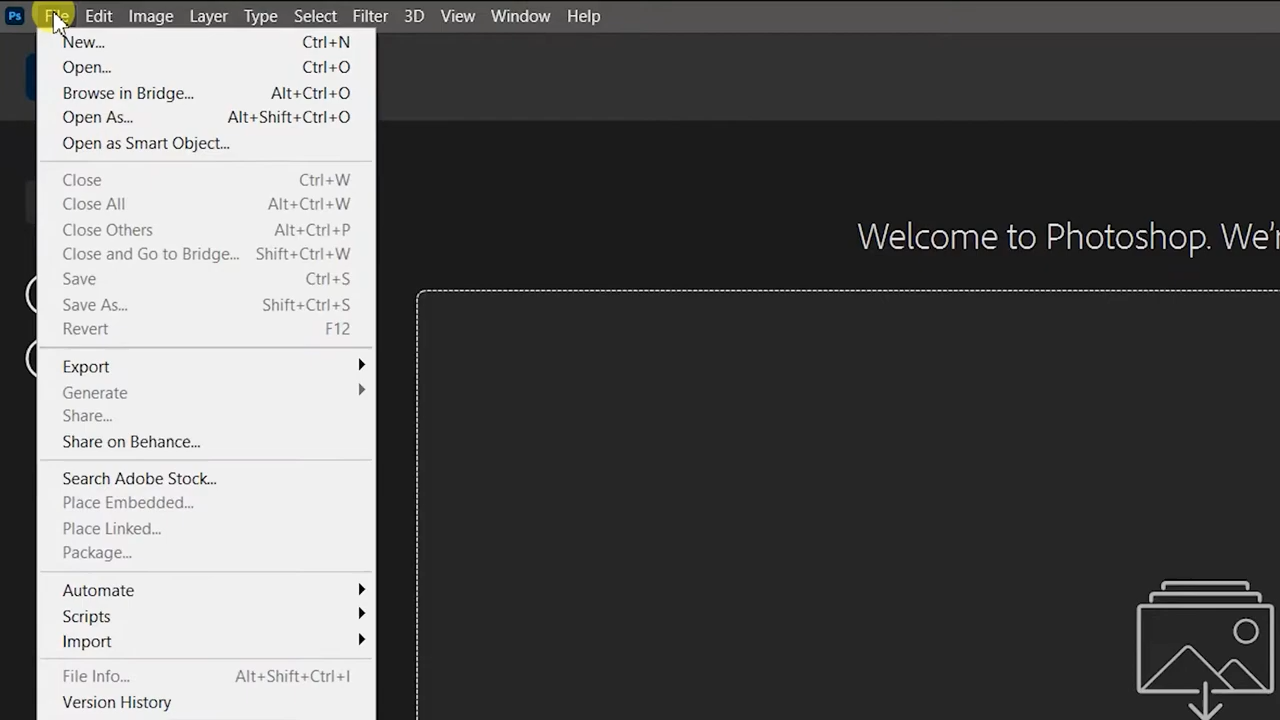 Ps File Edit Image Layer Type Select Filter 3D View Window Help
New... Ctrl+N
Open... Ctrl+O
Browse in Bridge... Alt+Ctrl+O
Open As... Alt+Shift+Ctrl+O
Open as Smart Object...
Close Ctrl+W
Close All Alt+Ctrl+W
Close Others Alt+Ctrl+P
Close and Go to Bridge... Shift+Ctrl+W
Save Ctrl+S
Save As... Shift+Ctrl+S
Revert F12
Export
Generate
Share...
Share on Behance...
Search Adobe Stock...
Place Embedded...
Place Linked...
Package...
Automate
Scripts
Import
File Info... Alt+Shift+Ctrl+I
Version History
Welcome to Photoshop. We'r